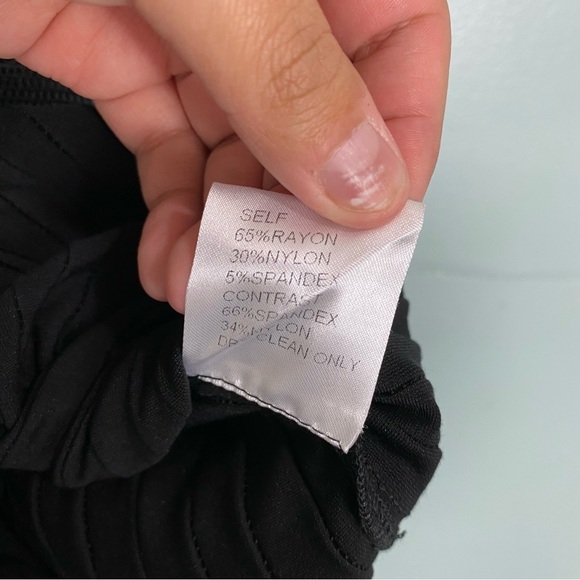 SELF
65%RAYON
30%NYLON
5%SPANDEX
CONTRAST
66%SPANDEX
34%NYLON
DRY CLEAN ONLY